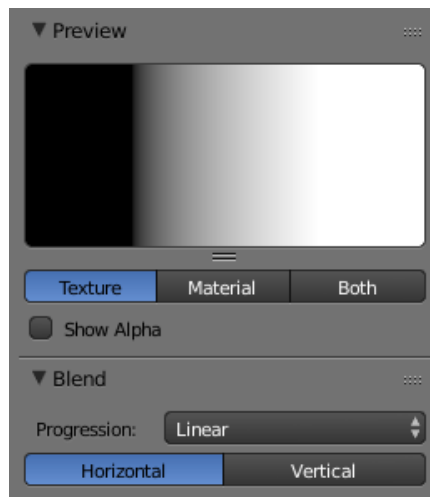 Preview
Texture Material Both
Show Alpha
Blend
Progression: Linear
Horizontal Vertical